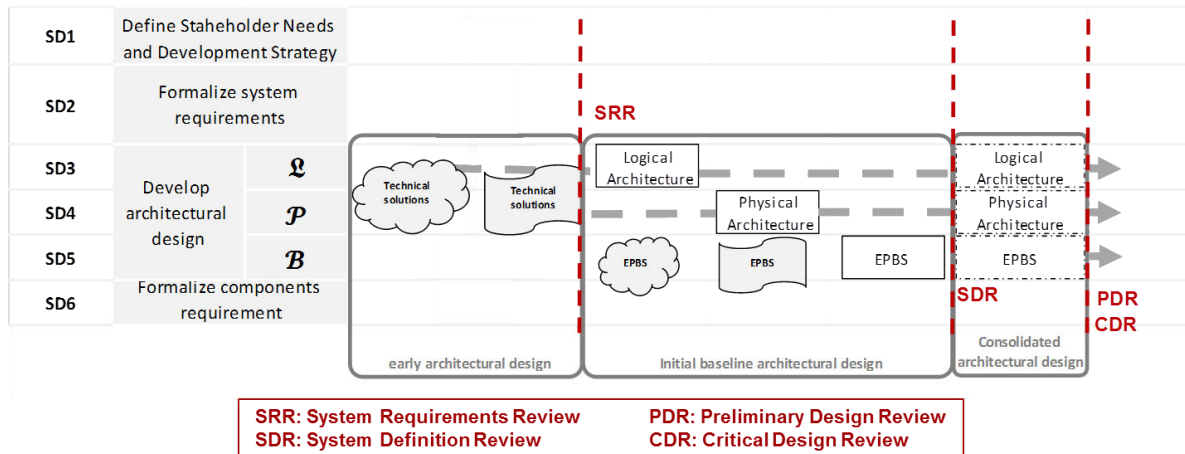 SD1
Define Staheholder Needs
and Development Strategy
SD2
Formalize system
requirements
SRR
SD3
SD4
SD5
Develop
architectural
design
𝕷
𝓟
𝓑
Technical
solutions
Technical
solutions
Logical
Architecture
Logical
Architecture
Physical
Architecture
Physical
Architecture
EPBS
EPBS
EPBS
EPBS
SD6
Formalize components
requirement
SDR
PDR
CDR
early architectural design
Initial baseline architectural design
Consolidated
architectural design
SRR: System Requirements Review
SDR: System Definition Review
PDR: Preliminary Design Review
CDR: Critical Design Review